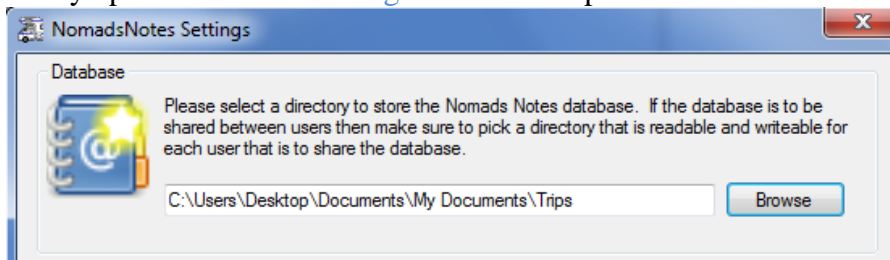 NomadsNotes Settings
Database
Please select a directory to store the Nomads Notes database.  If the database is to be
shared between users then make sure to pick a directory that is readable and writeable for
each user that is to share the database.
C:\Users\Desktop\Documents\My Documents\Trips
Browse